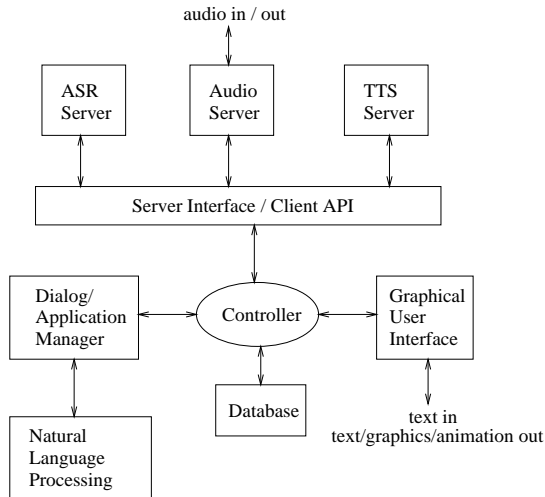 audio in / out
ASR
Server
Audio
Server
TTS
Server
Server Interface / Client API
Dialog/
Application
Manager
Controller
Graphical
User
Interface
Database
text in
text/graphics/animation out
Natural
Language
Processing